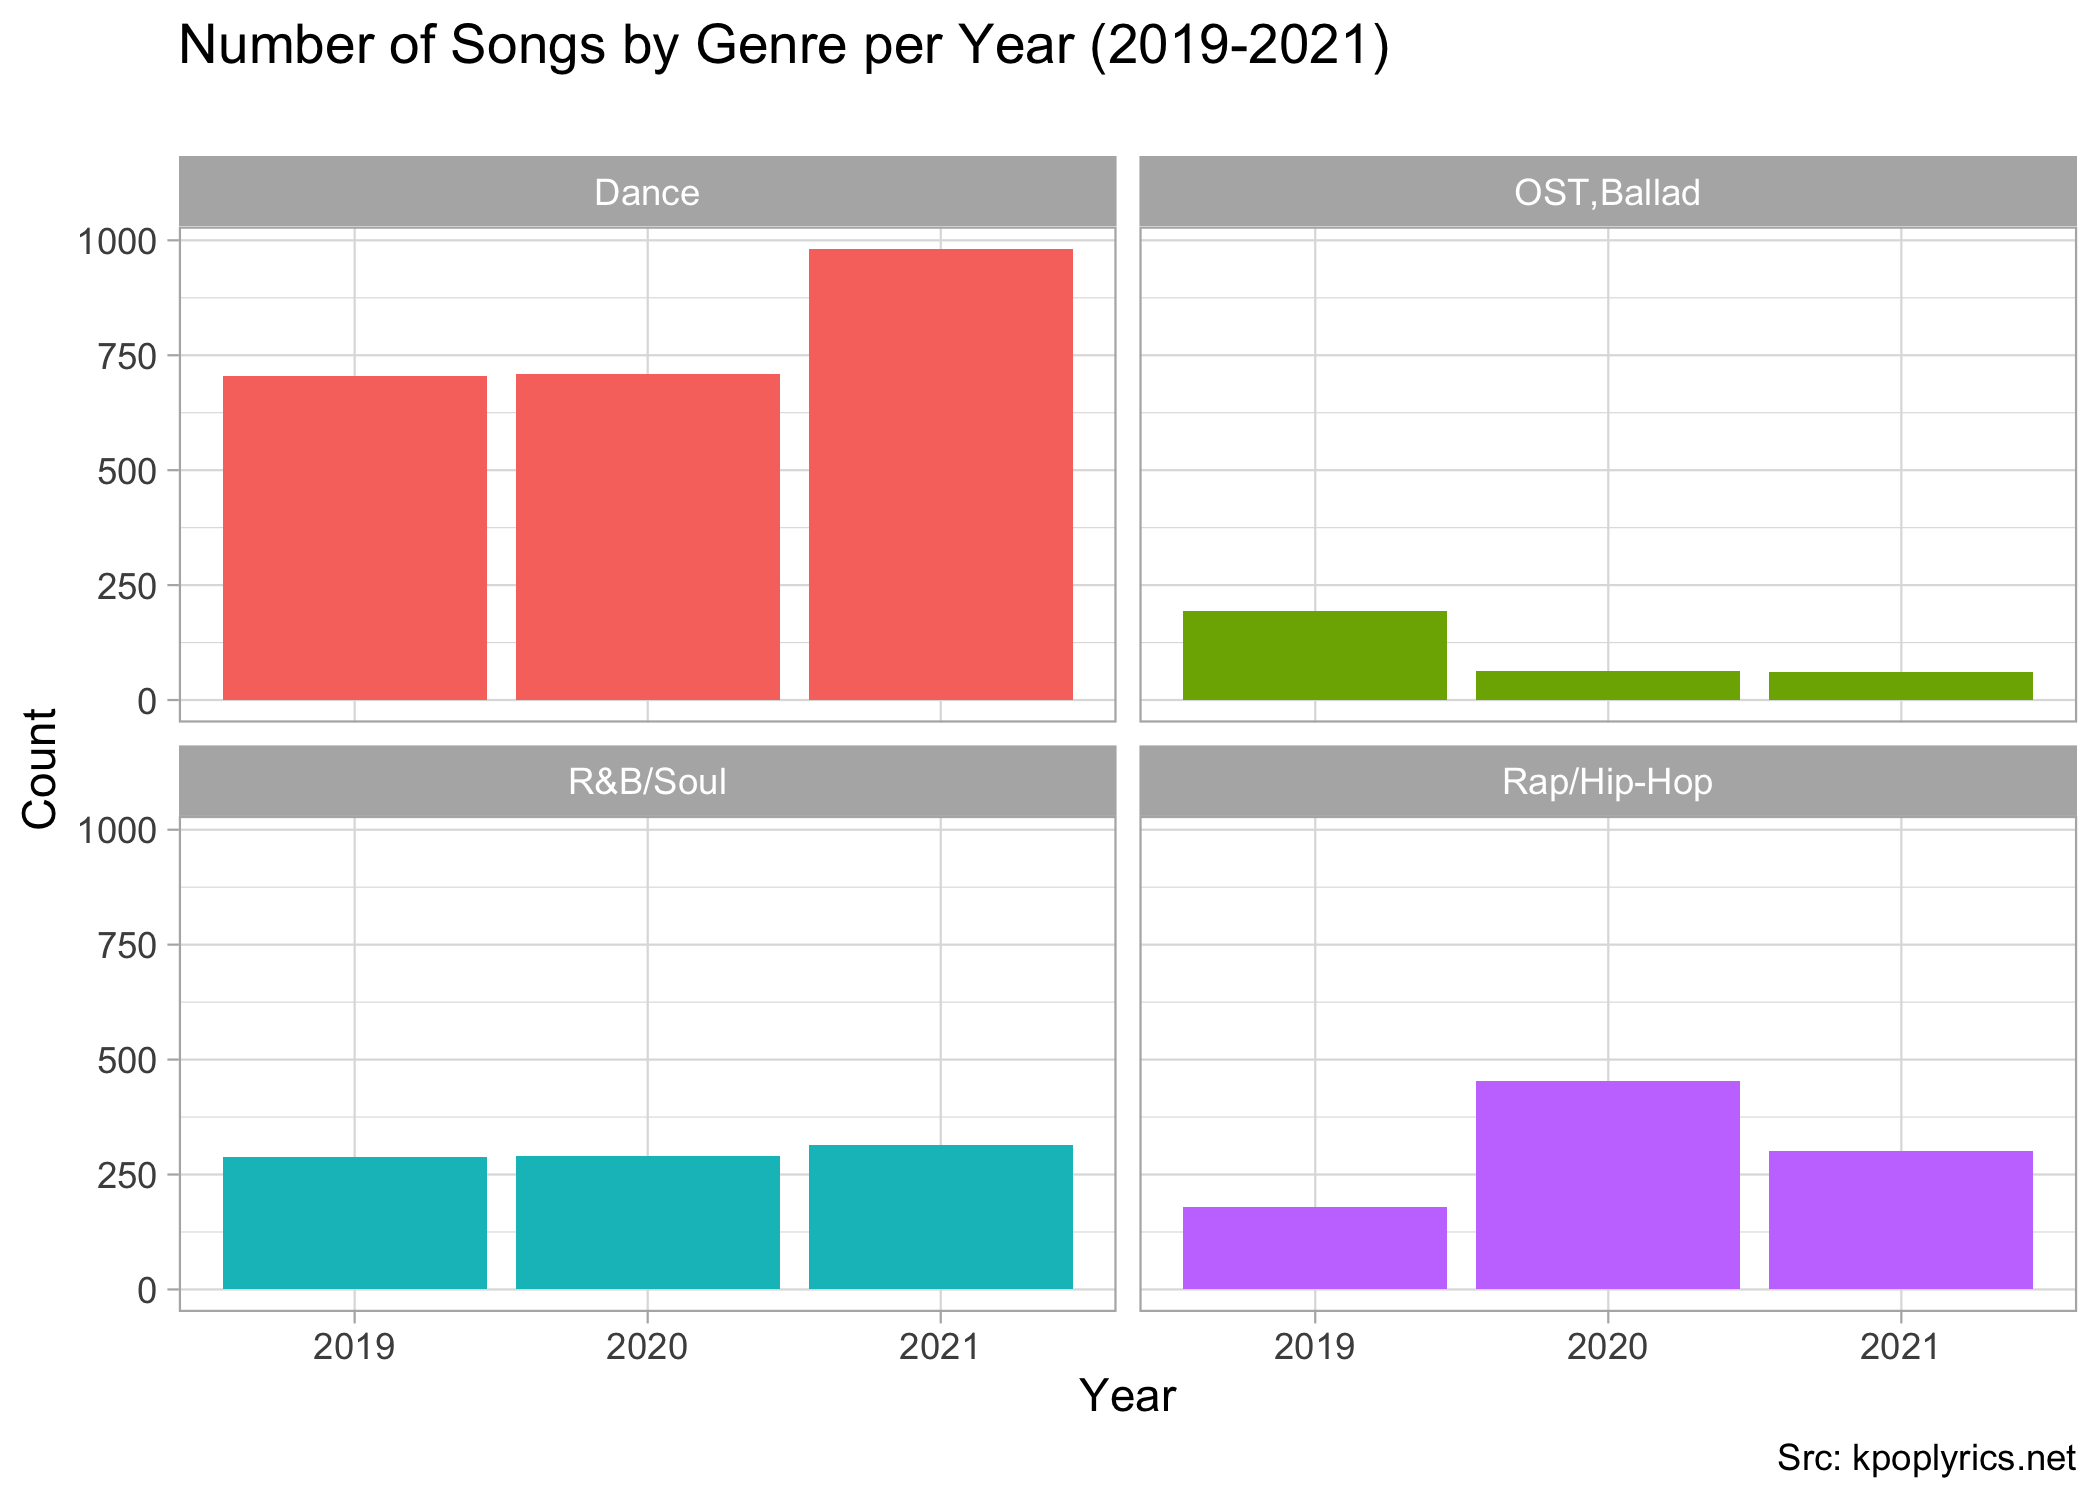 Number of Songs by Genre per Year (2019-2021)
Dance
OST,Ballad
1000
750
500
250
0
R&B/Soul
Rap/Hip-Hop
1000
750
500
250
0
Count
2019 2020 2021 2019 2020 2021
Year
Src: kpoplyrics.net